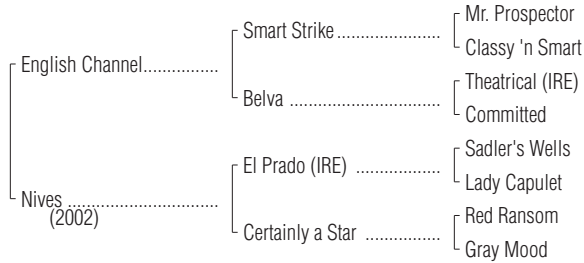 Mr. Prospector
Smart Strike
Classy 'n Smart
English Channel
Theatrical (IRE)
Belva
Committed
Sadler's Wells
El Prado (IRE)
Lady Capulet
Nives
(2002)
Red Ransom
Certainly a Star
Gray Mood